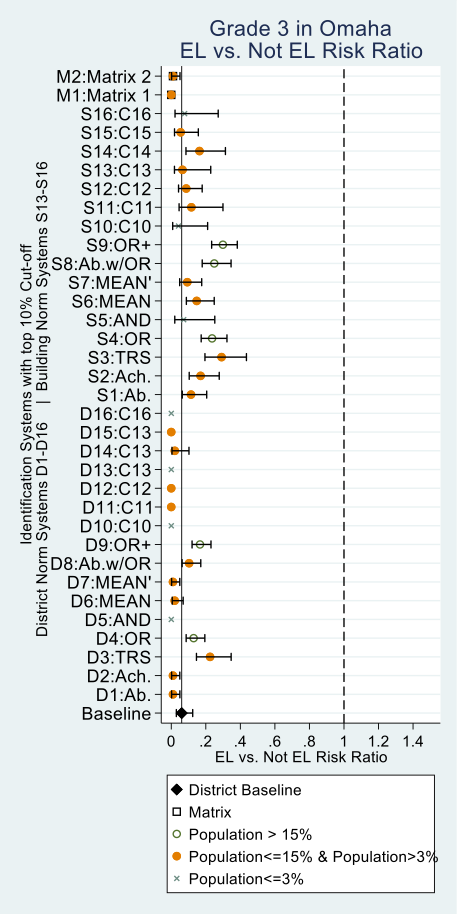 Grade 3 in Omaha
EL vs. Not EL Risk Ratio
Identification Systems with top 10% Cut-off
District Norm Systems D1-D16 | Building Norm Systems S13-S16
M2:Matrix 2
M1:Matrix 1
S16:C16
S15:C15
S14:C14
S13:C13
S12:C12
S11:C11
S10:C10
S9:OR+
S8:Ab.w/OR
S7:MEAN'
S6:MEAN
S5:AND
S4:OR
S3:TRS
S2:Ach.
S1:Ab.
D16:C16
D15:C13
D14:C13
D13:C13
D12:C12
D11:C11
D10:C10
D9:OR+
D8:Ab.w/OR
D7:MEAN'
D6:MEAN
D5:AND
D4:OR
D3:TRS
D2:Ach.
D1:Ab.
Baseline
0 .2 .4 .6 .8 1 1.2 1.4
EL vs. Not EL Risk Ratio
District Baseline
Matrix
Population > 15%
Population<=15% & Population>3%
Population<=3%